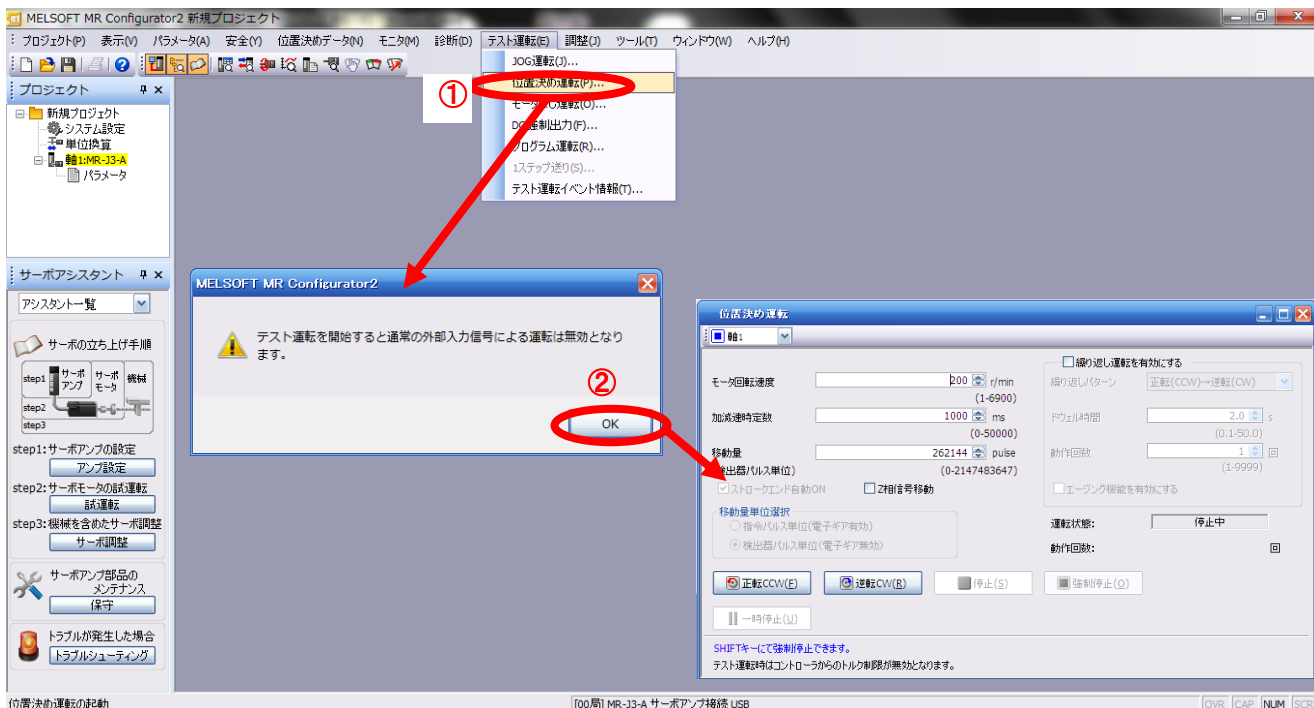 MELSOFT MR Configurator2 新規プロジェクト
プロジェクト(P) 表示(V) パラメータ(A) 安全(Y) 位置決めデータ(N) モニタ(M) 診断(D) テスト運転(E) 調整(J) ツール(T) ウィンドウ(W) ヘルプ(H)
JOG運転(J)...
①
位置決め運転(P)...
モータ 運転(O)...
DO強制出力(F)...
プログラム運転(R)...
1ステップ送り(S)...
テスト運転イベント情報(T)...
プロジェクト
新規プロジェクト
システム設定
単位換算
軸1:MR-J3-A
パラメータ
サーボアシスタント
アシスタント一覧
サーボの立ち上げ手順
step1 サーボアンプ サーボモータ 機械
step2
step3
step1:サーボアンプの設定
アンプ設定
step2:サーボモータの試運転
試運転
step3:機械を含めたサーボ調整
サーボ調整
サーボアンプ部品の
メンテナンス
保守
トラブルが発生した場合
トラブルシューティング
MELSOFT MR Configurator2
テスト運転を開始すると通常の外部入力信号による運転は無効となり
ます。
②
OK
位置決め運転
軸1
モータ回転速度 200 r/min
(1-6900)
加減速時定数 1000 ms
(0-50000)
移動量 262144 pulse
検出器パルス単位) (0-2147483647)
ストロークエンド自動ON Z相信号移動
移動量単位選択
指令パルス単位(電子ギア有効)
検出器パルス単位(電子ギア無効)
繰り返し運転を有効にする
繰り返しパターン 正転(CCW)→逆転(CW)
ドウェル時間 2.0 s
(0.1-50.0)
動作回数 1 回
(1-9999)
エージング機能を有効にする
運転状態: 停止中
動作回数: 回
正転CCW(F) 逆転CW(R) 停止(S) 強制停止(O)
一時停止(U)
SHIFTキーにて強制停止できます。
テスト運転時はコントローラからのトルク制限が無効となります。
位置決め運転の起動 [00局] MR-J3-A サーボアンプ接続 USB OVR CAP NUM SCR